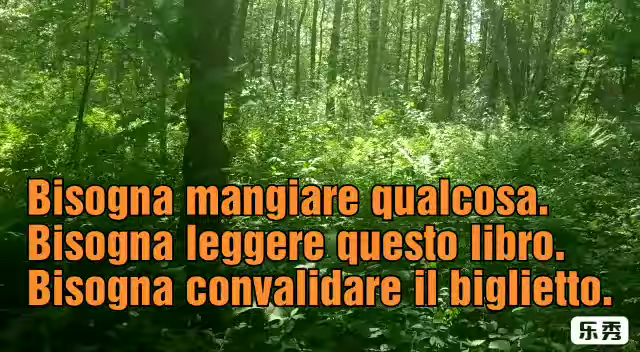 Bisogna mangiare qualcosa.
Bisogna leggere questo libro.
Bisogna convalidare il biglietto.
乐秀